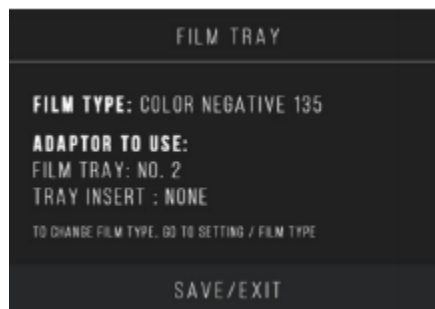 FILM TRAY
FILM TYPE: COLOR NEGATIVE 135
ADAPTOR TO USE:
FILM TRAY: NO. 2
TRAY INSERT : NONE
TO CHANGE FILM TYPE, GO TO SETTING / FILM TYPE
SAVE/EXIT